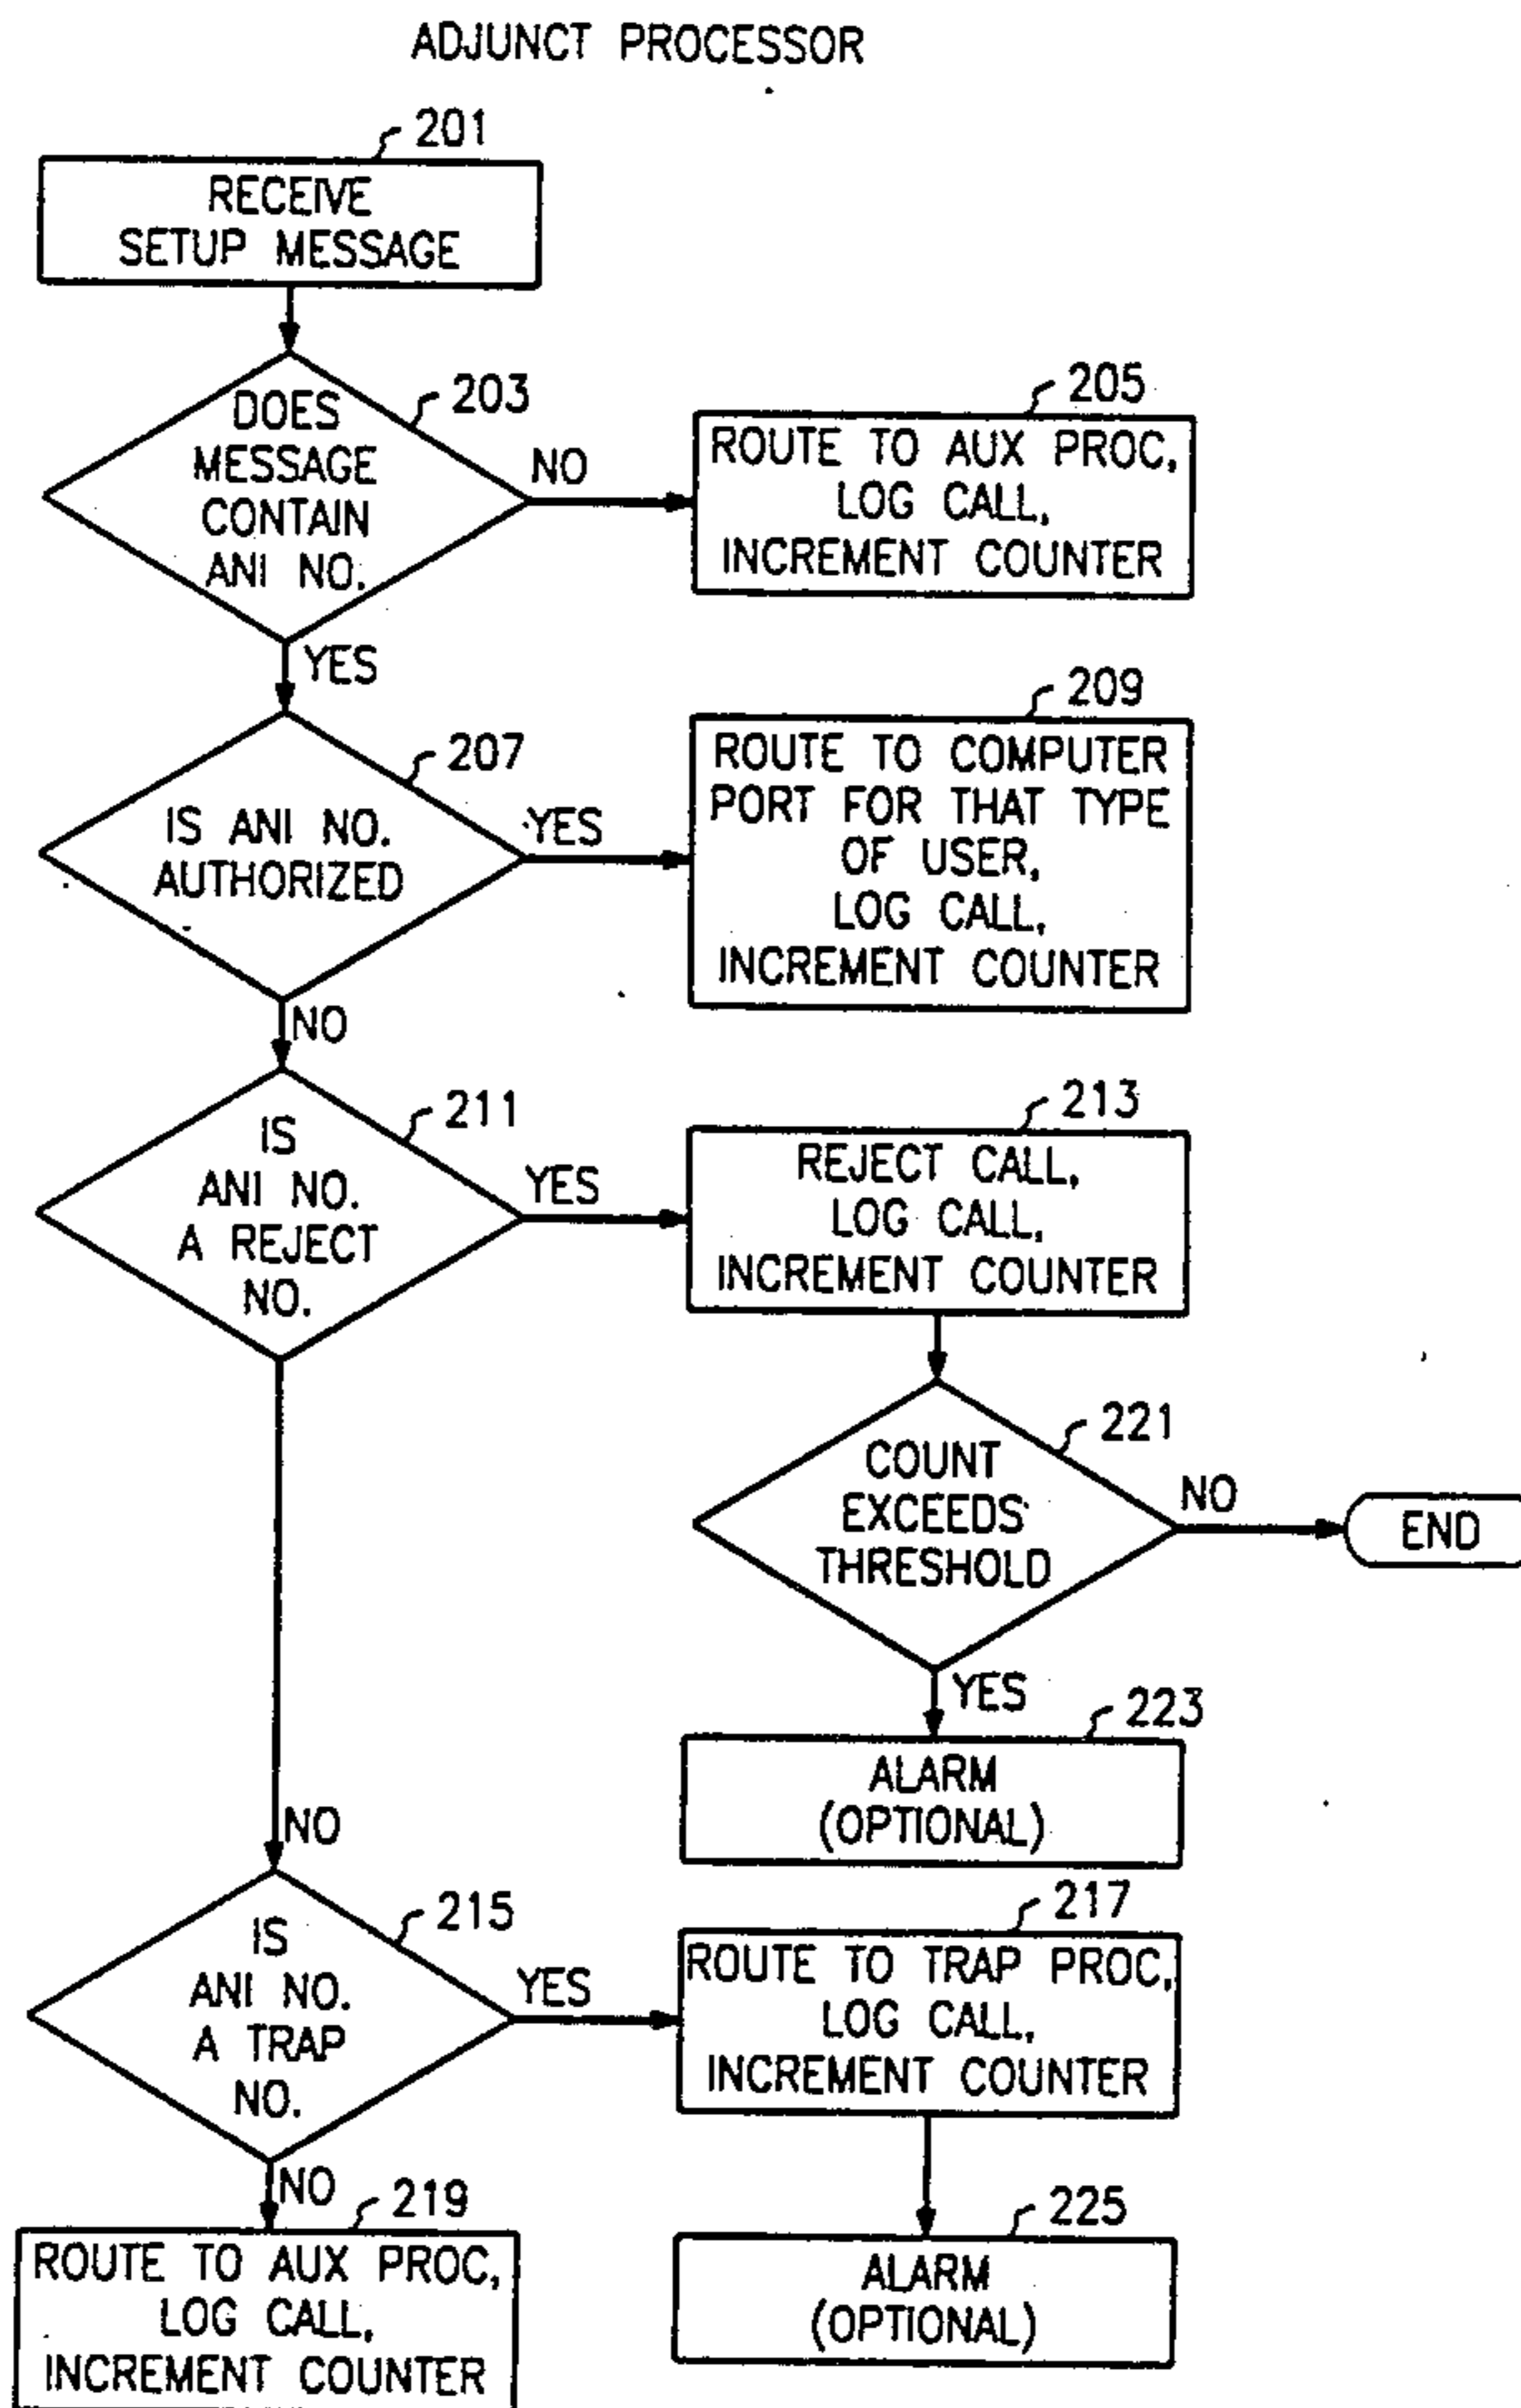 ADJUNCT PROCESSOR
201
RECEIVE
SETUP MESSAGE
203
DOES
MESSAGE
CONTAIN
ANI NO.
NO
205
ROUTE TO AUX PROC,
LOG CALL,
INCREMENT COUNTER
YES
207
IS ANI NO.
AUTHORIZED
YES
209
ROUTE TO COMPUTER
PORT FOR THAT TYPE
OF USER,
LOG CALL,
INCREMENT COUNTER
NO
211
IS
ANI NO.
A REJECT
NO.
YES
213
REJECT CALL,
LOG CALL,
INCREMENT COUNTER
221
COUNT
EXCEEDS
THRESHOLD
NO
END
YES
223
ALARM
(OPTIONAL)
NO
215
IS
ANI NO.
A TRAP
NO.
YES
217
ROUTE TO TRAP PROC,
LOG CALL,
INCREMENT COUNTER
NO
219
ROUTE TO AUX PROC,
LOG CALL,
INCREMENT COUNTER
225
ALARM
(OPTIONAL)